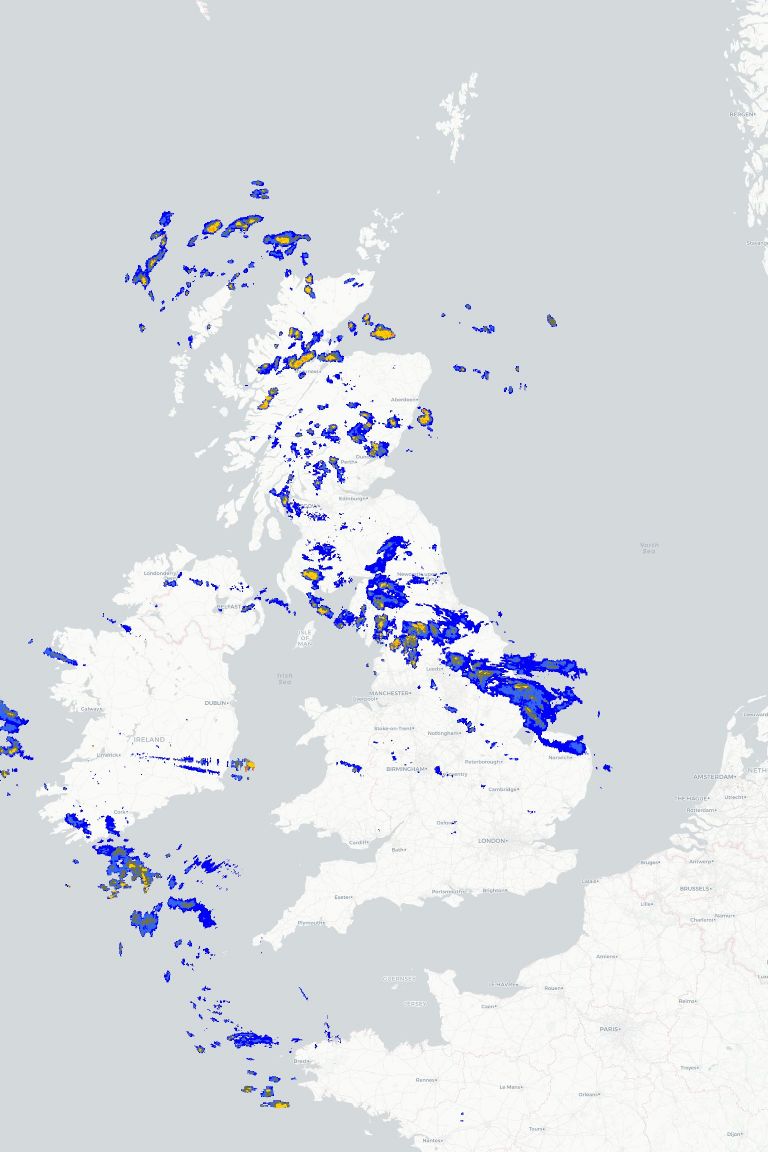 BERGEN
Stavanger
Aberdeen
Perth
Edinburgh
North
Sea
Londonderry
BELFAST
ISLE
OF
MAN
Irish
Sea
Leeds
MANCHESTER
Liverpool
Galway
DUBLIN
Stoke-on-Trent
Nottingham
IRELAND
Limerick
Norwich
BIRMINGHAM
Peterborough
Cambridge
AMSTERDAM
NETH
THE HAGUE
Utrecht
Rotterdam
Cork
Oxford
LONDON
Cardiff
Bath
Bruges
Antwerp
Calais
BRUSSELS
Exeter
Portsmouth
Brighton
Lille
Plymouth
Charleroi
Namur
Amiens
GUERNSEY
LE HAVRE
Rouen
JERSEY
Caen
Reims
PARIS
Brest
Troyes
Rennes
Le Mans
Orléans
Tours
Dijon
Nantes